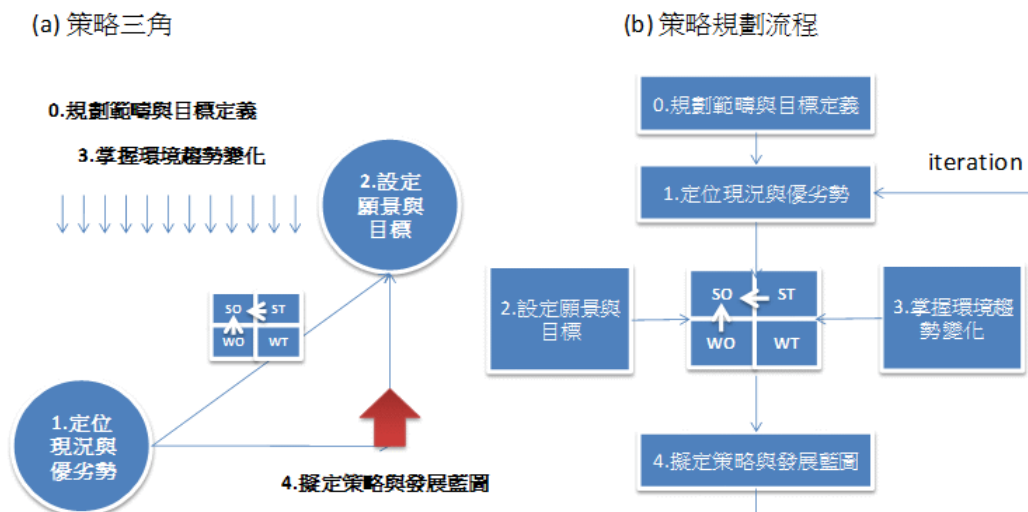 (a) 策略三角
0.規劃範疇與目標定義
3.掌握環境趨勢變化
2.設定
願景與
目標
SO
ST
WO
WT
1.定位
現況與
優劣勢
4.擬定策略與發展藍圖
(b) 策略規劃流程
0.規劃範疇與目標定義
1.定位現況與優劣勢
iteration
2.設定願景與
目標
SO
ST
WO
WT
3.掌握環境趨
勢變化
4.擬定策略與發展藍圖